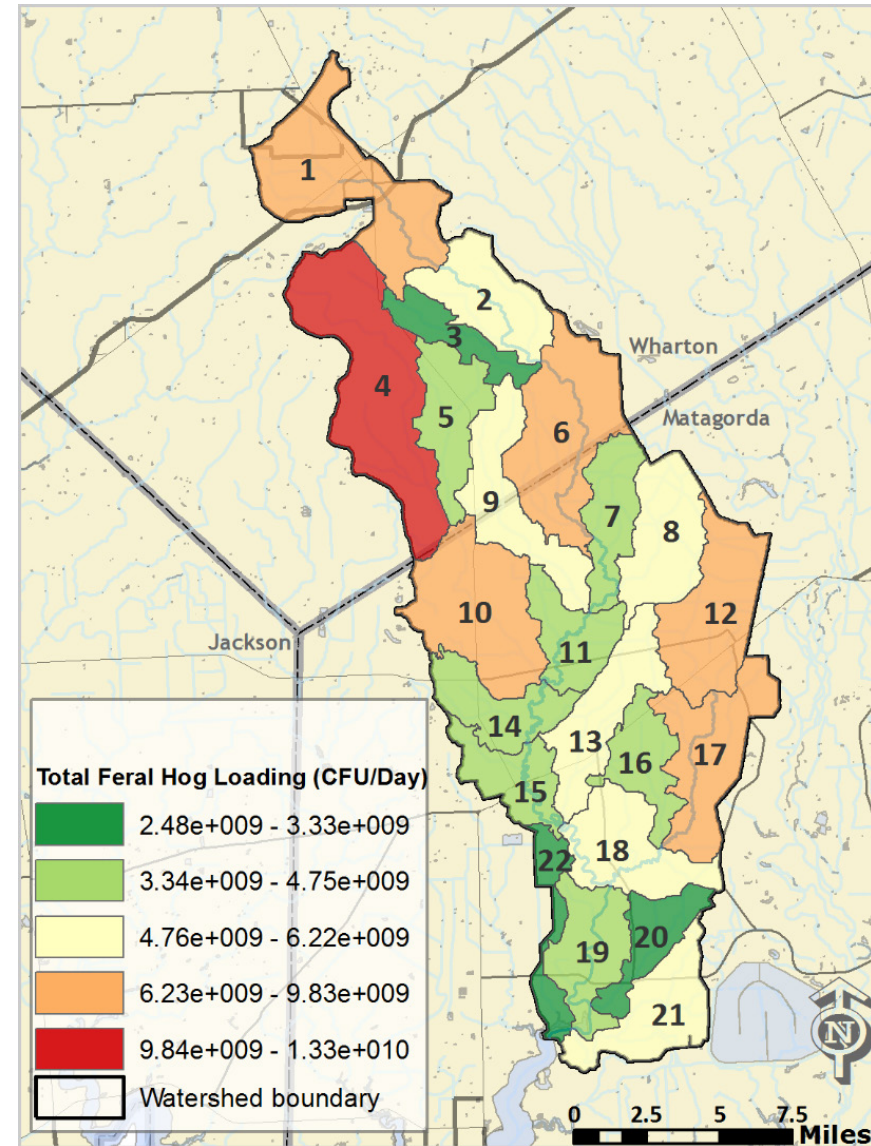 1
2
3
Wharton
4
5
6
Matagorda
9
7
8
10
12
Jackson
11
14
13
16
17
15
22
18
20
19
21
Total Feral Hog Loading (CFU/Day)
2.48e+009 - 3.33e+009
3.34e+009 - 4.75e+009
4.76e+009 - 6.22e+009
6.23e+009 - 9.83e+009
9.84e+009 - 1.33e+010
Watershed boundary
N
0 2.5 5 7.5
Miles